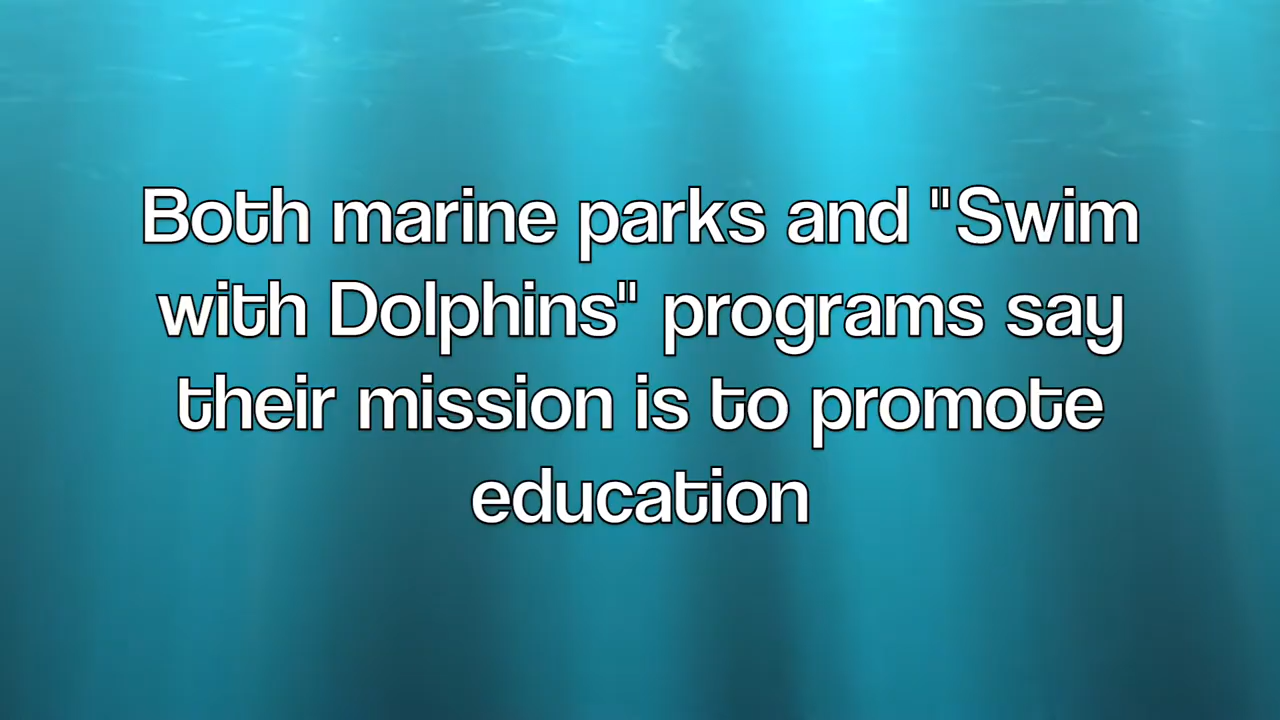 Both marine parks and "Swim
with Dolphins" programs say
their mission is to promote
education